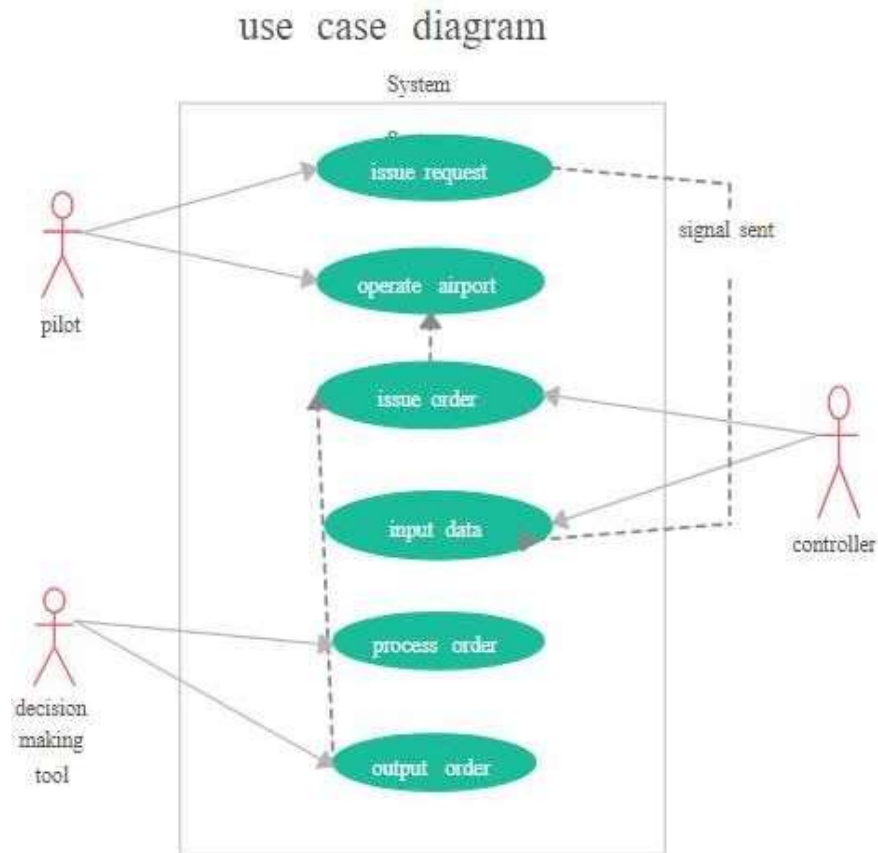 use case diagram
System
issue request
signal sent
operate airport
pilot
issue order
input data
controller
process order
decision
making
tool
output order